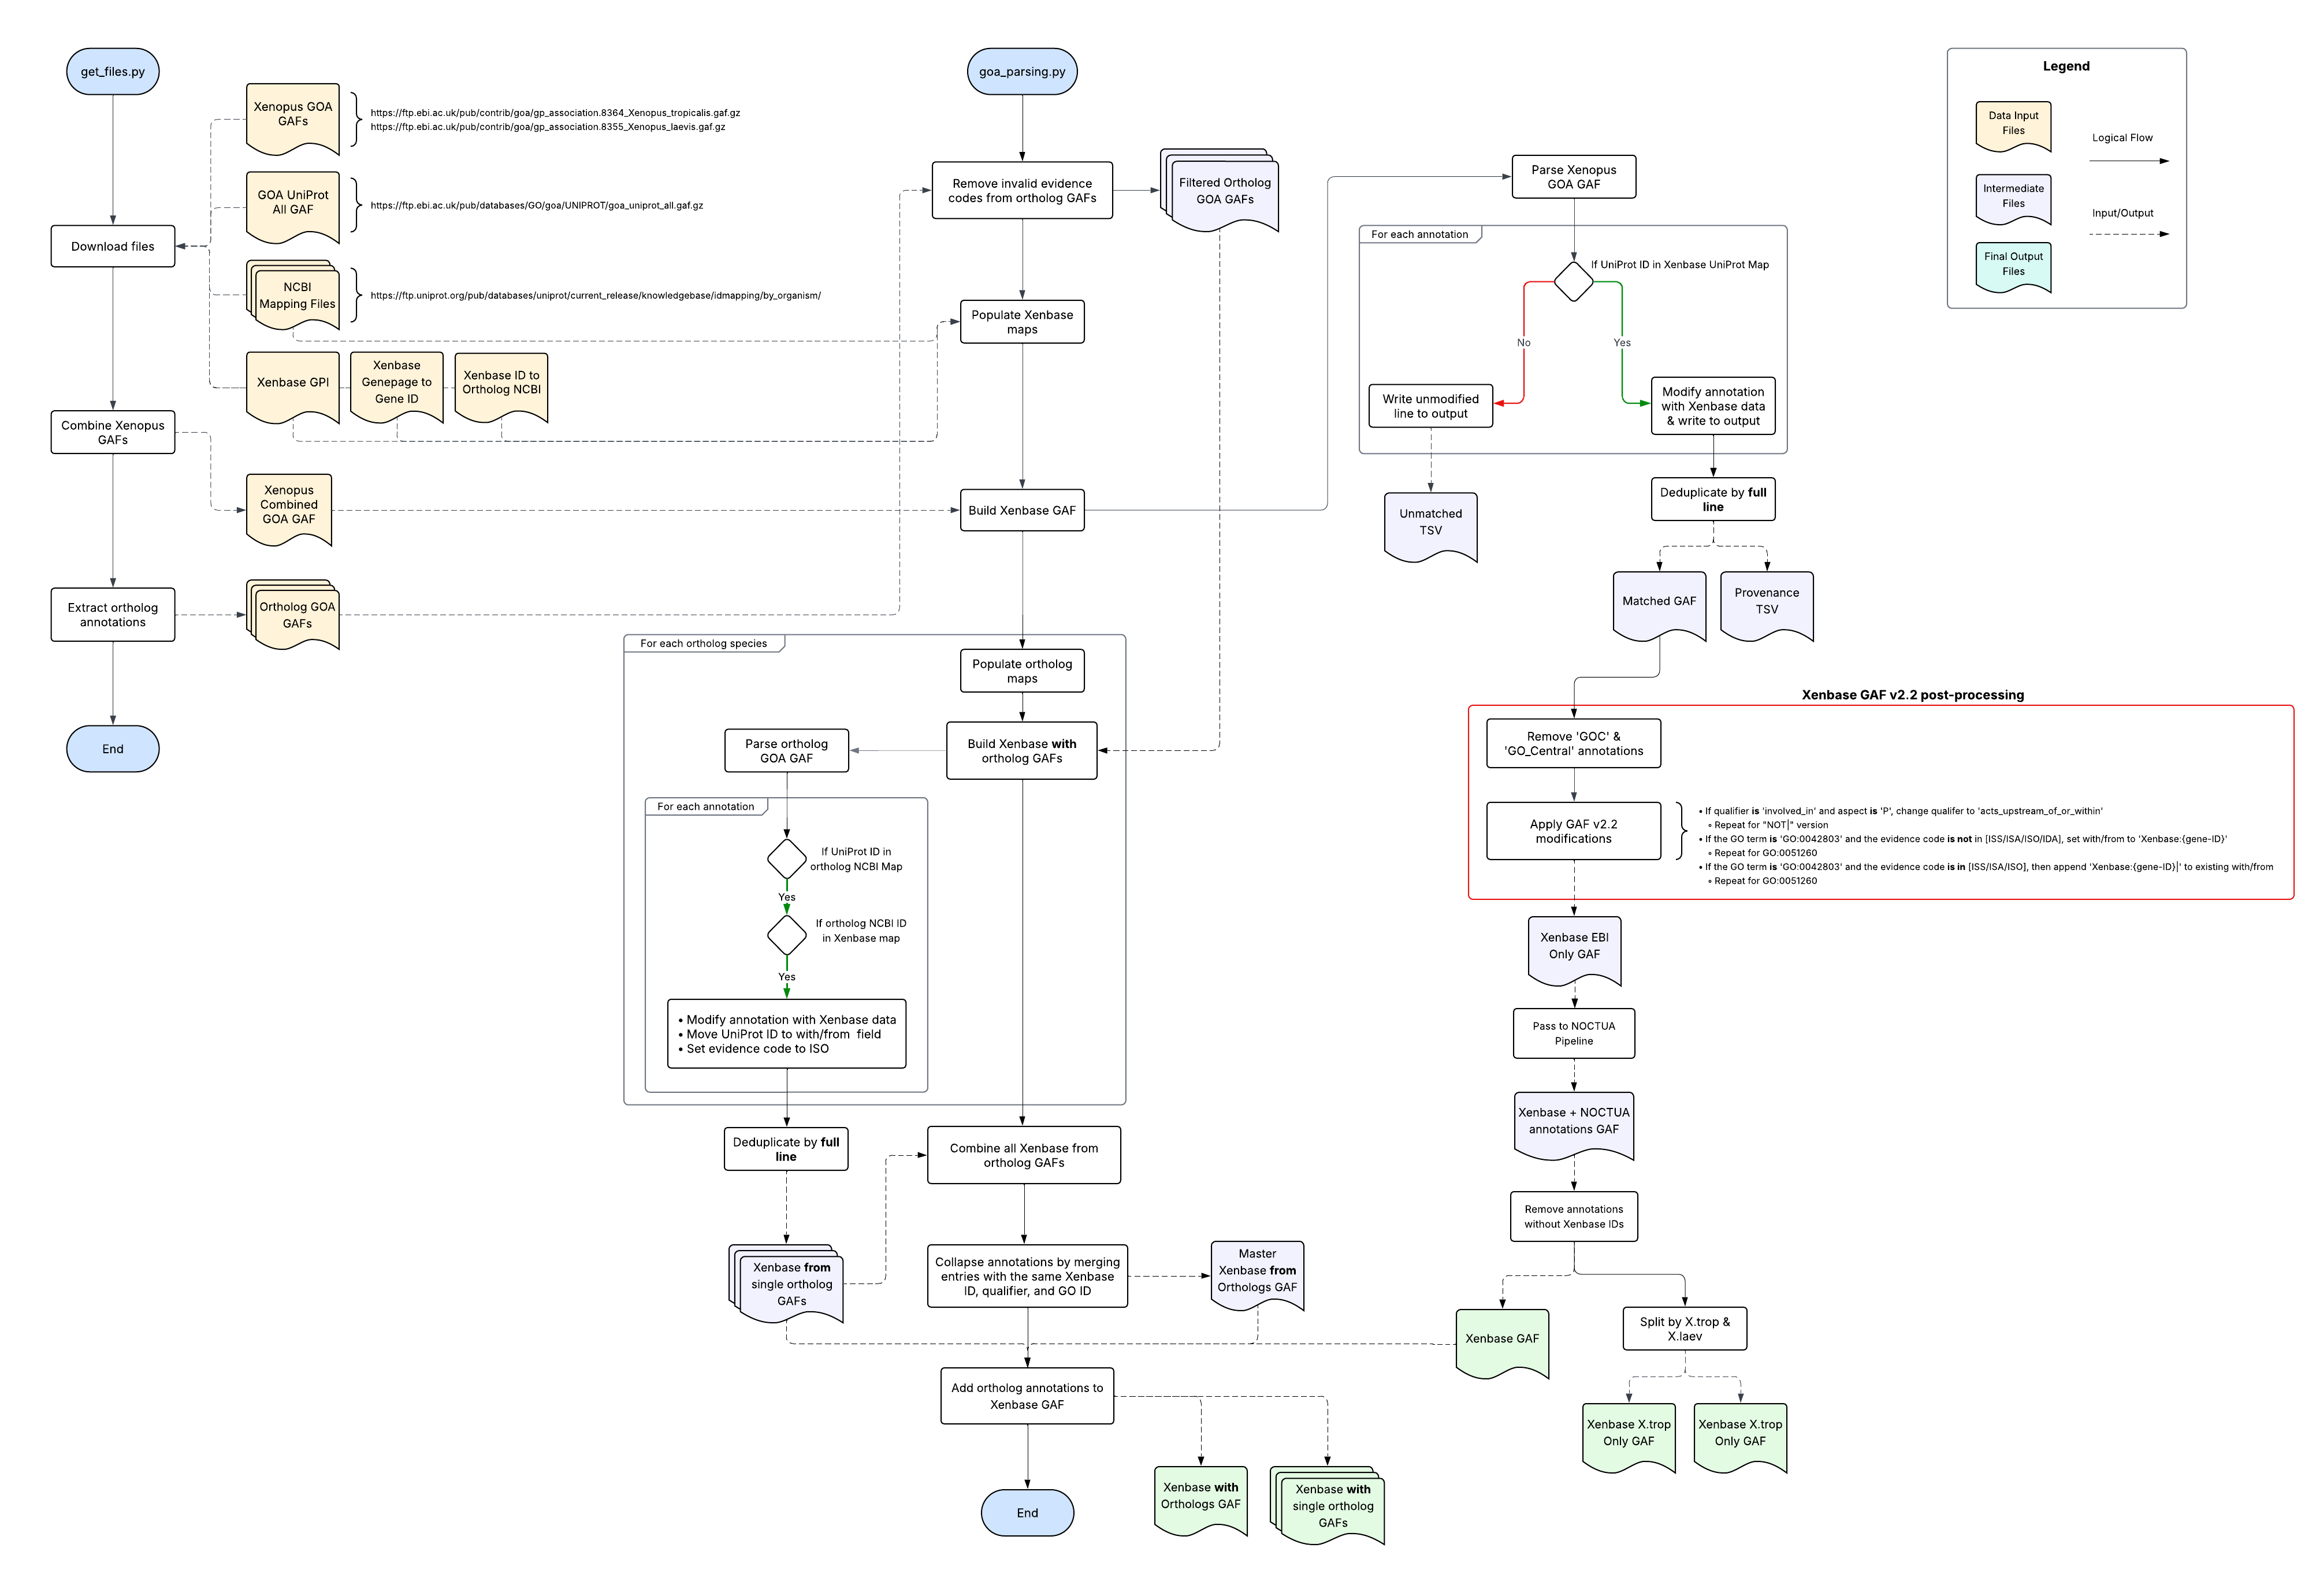 get_files.py
Download files
Combine Xenopus
GAFs
Extract ortholog
annotations
End
Xenopus GOA
GAFs
https://ftp.ebi.ac.uk/pub/contrib/goa/gp_association.8364_Xenopus_tropicalis.gaf.gz
https://ftp.ebi.ac.uk/pub/contrib/goa/gp_association.8355_Xenopus_laevis.gaf.gz
GOA UniProt
All GAF
https://ftp.ebi.ac.uk/pub/databases/GO/goa/UNIPROT/goa_uniprot_all.gaf.gz
NCBI
Mapping Files
https://ftp.uniprot.org/pub/databases/uniprot/current_release/knowledgebase/idmapping/by_organism/
Xenbase GPI
Xenbase
Genepage to
Gene ID
Xenbase ID to
Ortholog NCBI
Xenopus
Combined
GOA GAF
Ortholog GOA
GAFs
goa_parsing.py
Remove invalid evidence
codes from ortholog GAFs
Filtered Ortholog
GOA GAFs
Populate Xenbase
maps
Build Xenbase GAF
For each ortholog species
Populate ortholog
maps
Build Xenbase with
ortholog GAFs
Parse ortholog
GOA GAF
For each annotation
If UniProt ID in
ortholog NCBI Map
Yes
If ortholog NCBI ID
in Xenbase map
Yes
• Modify annotation with Xenbase data
• Move UniProt ID to with/from field
• Set evidence code to ISO
Deduplicate by full
line
Combine all Xenbase from
ortholog GAFs
Xenbase from
single ortholog
GAFs
Collapse annotations by merging
entries with the same Xenbase
ID, qualifier, and GO ID
Master
Xenbase from
Orthologs GAF
Add ortholog annotations to
Xenbase GAF
End
Xenbase with
Orthologs GAF
Xenbase with
single ortholog
GAFs
Parse Xenopus
GOA GAF
For each annotation
If UniProt ID in Xenbase UniProt Map
No
Yes
Write unmodified
line to output
Modify annotation
with Xenbase data
& write to output
Unmatched
TSV
Deduplicate by full
line
Matched GAF
Provenance
TSV
Xenbase GAF v2.2 post-processing
Remove 'GOC' &
'GO_Central' annotations
Apply GAF v2.2
modifications
• If qualifier is 'involved_in' and aspect is 'P', change qualifer to 'acts_upstream_of_or_within'
∘ Repeat for "NOT|" version
• If the GO term is 'GO:0042803' and the evidence code is not in [ISS/ISA/ISO/IDA], set with/from to 'Xenbase:{gene-ID}'
∘ Repeat for GO:0051260
• If the GO term is 'GO:0042803' and the evidence code is in [ISS/ISA/ISO], then append 'Xenbase:{gene-ID}|' to existing with/from
∘ Repeat for GO:0051260
Xenbase EBI
Only GAF
Pass to NOCTUA
Pipeline
Xenbase + NOCTUA
annotations GAF
Remove annotations
without Xenbase IDs
Xenbase GAF
Split by X.trop &
X.laev
Xenbase X.trop
Only GAF
Xenbase X.trop
Only GAF
Legend
Data Input
Files
Logical Flow
Intermediate
Files
Input/Output
Final Output
Files